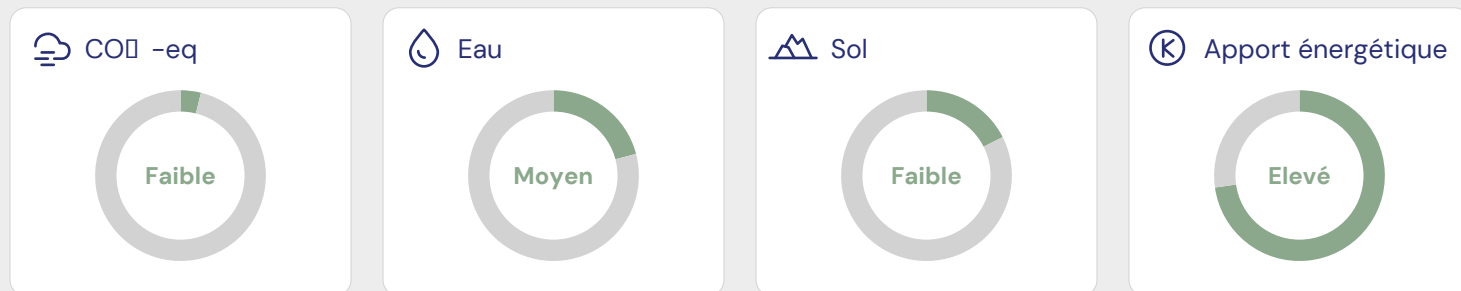 CO▯ -eq
Eau
Sol
Apport énergétique
Faible
Moyen
Faible
Elevé